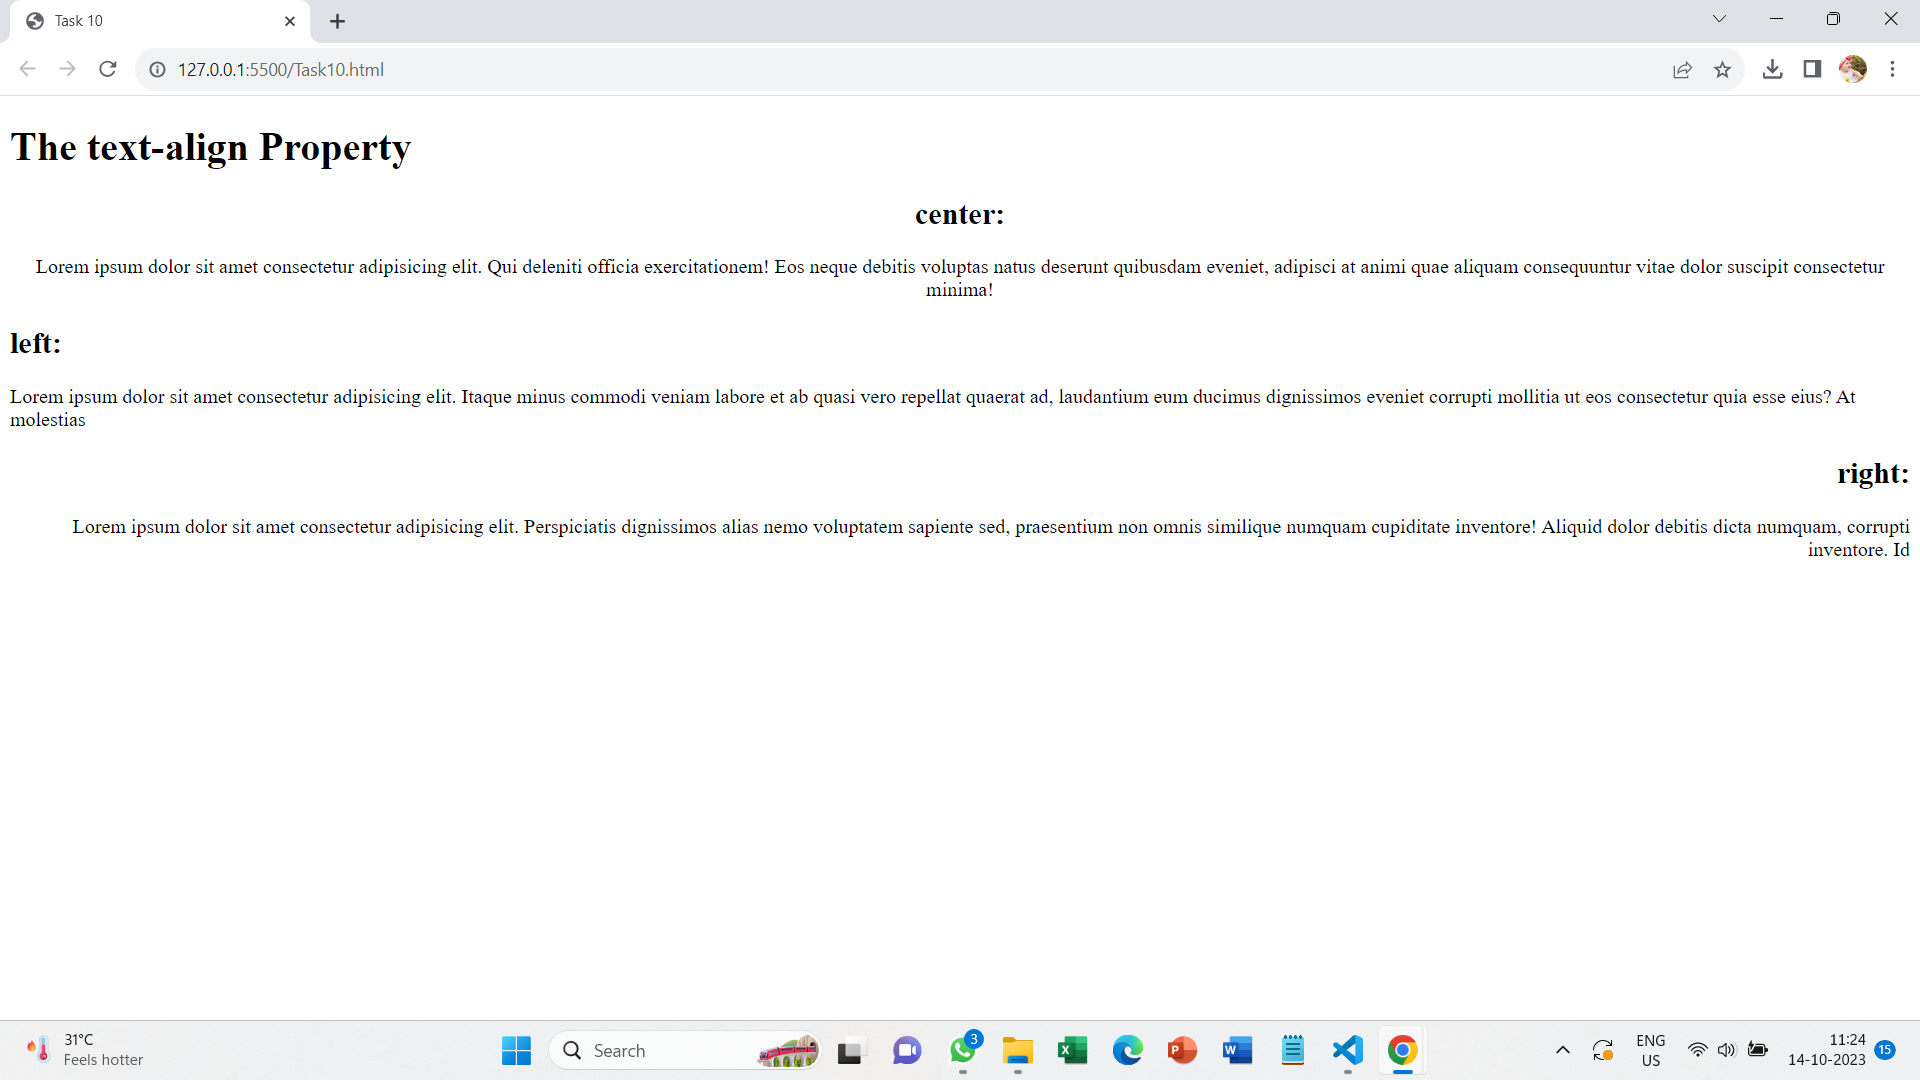 Task 10
127.0.0.1:5500/Task10.html
The text-align Property
center:
Lorem ipsum dolor sit amet consectetur adipisicing elit. Qui deleniti officia exercitationem! Eos neque debitis voluptas natus deserunt quibusdam eveniet, adipisci at animi quae aliquam consequuntur vitae dolor suscipit consectetur
minima!
left:
Lorem ipsum dolor sit amet consectetur adipisicing elit. Itaque minus commodi veniam labore et ab quasi vero repellat quaerat ad, laudantium eum ducimus dignissimos eveniet corrupti mollitia ut eos consectetur quia esse eius? At
molestias
right:
Lorem ipsum dolor sit amet consectetur adipisicing elit. Perspiciatis dignissimos alias nemo voluptatem sapiente sed, praesentium non omnis similique numquam cupiditate inventore! Aliquid dolor debitis dicta numquam, corrupti
inventore. Id
31°C
Feels hotter
Search
3
X
P
W
ENG
US
11:24
14-10-2023
15